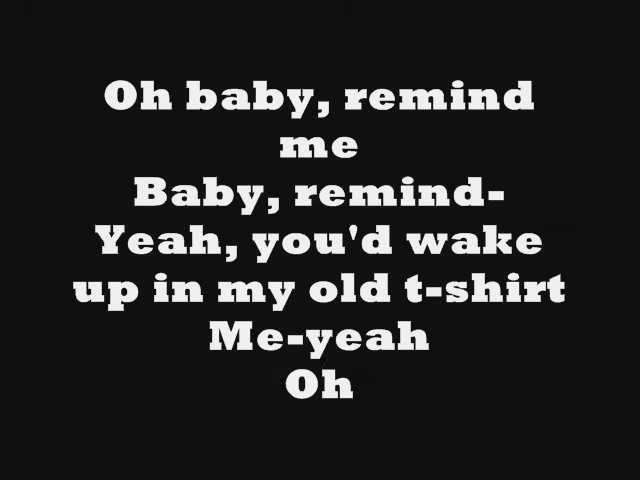 Oh baby, remind
me
Baby, remind-
Yeah, you'd wake
up in my old t-shirt
Me-yeah
Oh